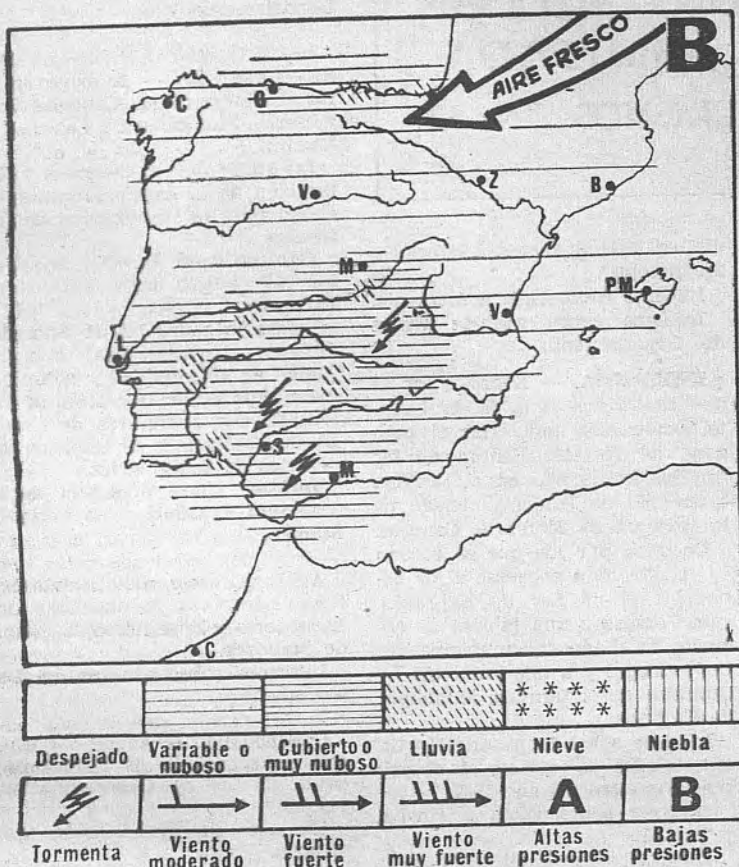 B
AIRE FRESCO
C
G
V
Z
B
M
PM
V
L
S
M
C
x
Despejado
Variable o
nuboso
Cubierto o
muy nuboso
Lluvia
Nieve
Niebla
A
B
Tormenta
Viento
moderado
Viento
fuerte
Viento
muy fuerte
Altas
presiones
Bajas
presiones